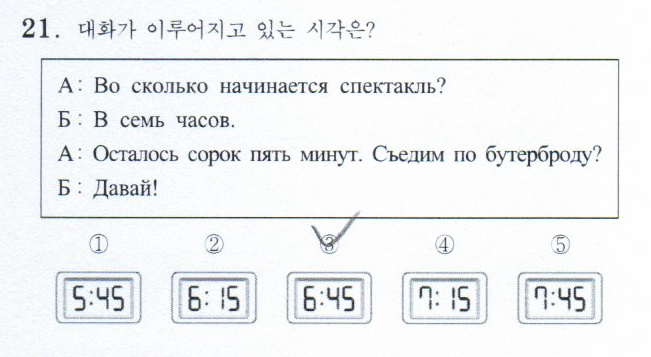 21. 대화가 이루어지고 있는 시각은?
А: Во сколько начинается спектакль?
Б: В семь часов.
А: Осталось сорок пять минут. Съедим по бутерброду?
Б: Давай!
① ② ③ ④ ⑤
5:45 6:15 6:45 7:15 7:45